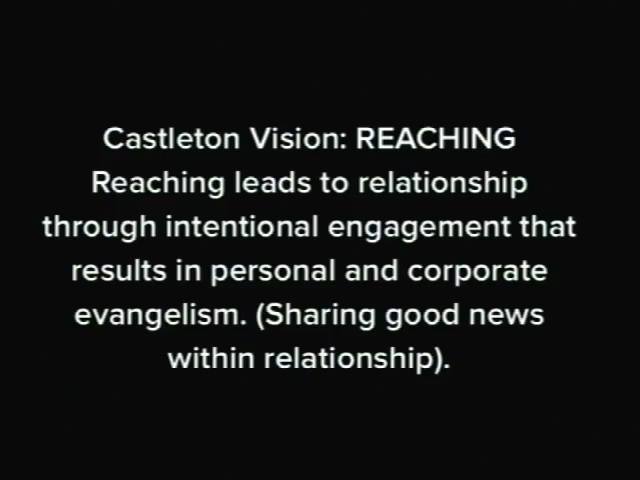 Castleton Vision: REACHING
Reaching leads to relationship
through intentional engagement that
results in personal and corporate
evangelism. (Sharing good news
within relationship).